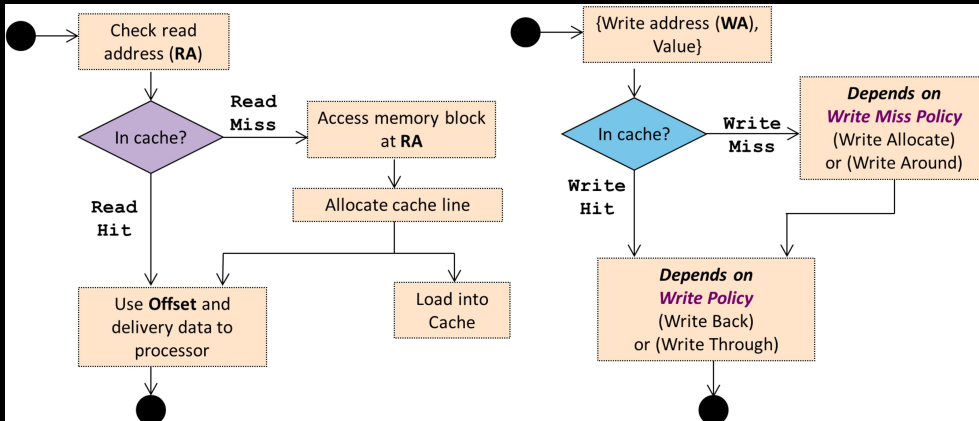 Check read
address (RA)
In cache?
Read
Miss
Access memory block
at RA
Allocate cache line
Read
Hit
Use Offset and
delivery data to
processor
Load into
Cache
{Write address (WA),
Value}
In cache?
Write
Miss
Depends on
Write Miss Policy
(Write Allocate)
or (Write Around)
Write
Hit
Depends on
Write Policy
(Write Back)
or (Write Through)